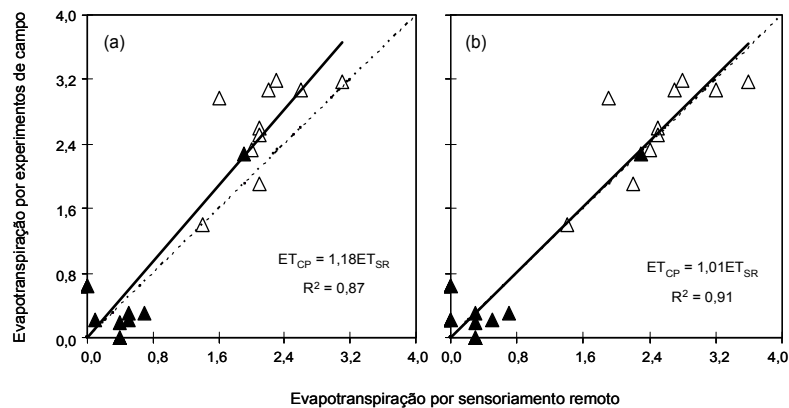 Evapotranspiração por experimentos de campo
4,0
3,2
2,4
1,6
0,8
0,0
(a)
ET_CP = 1,18ET_SR
R² = 0,87
0,0 0,8 1,6 2,4 3,2 4,0
(b)
ET_CP = 1,01ET_SR
R² = 0,91
0,0 0,8 1,6 2,4 3,2 4,0
Evapotranspiração por sensoriamento remoto